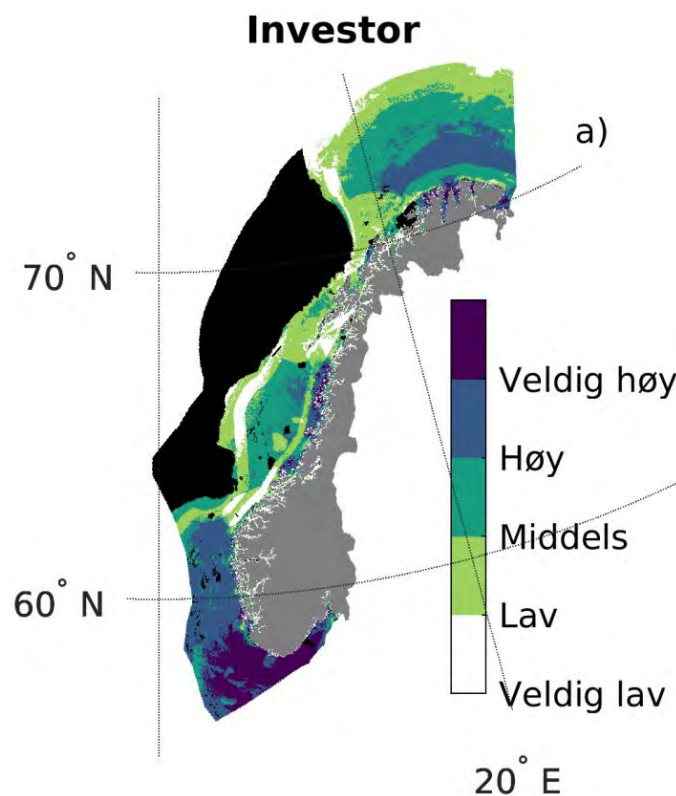 Investor
a)
70° N
60° N
Veldig høy
Høy
Middels
Lav
Veldig lav
20° E